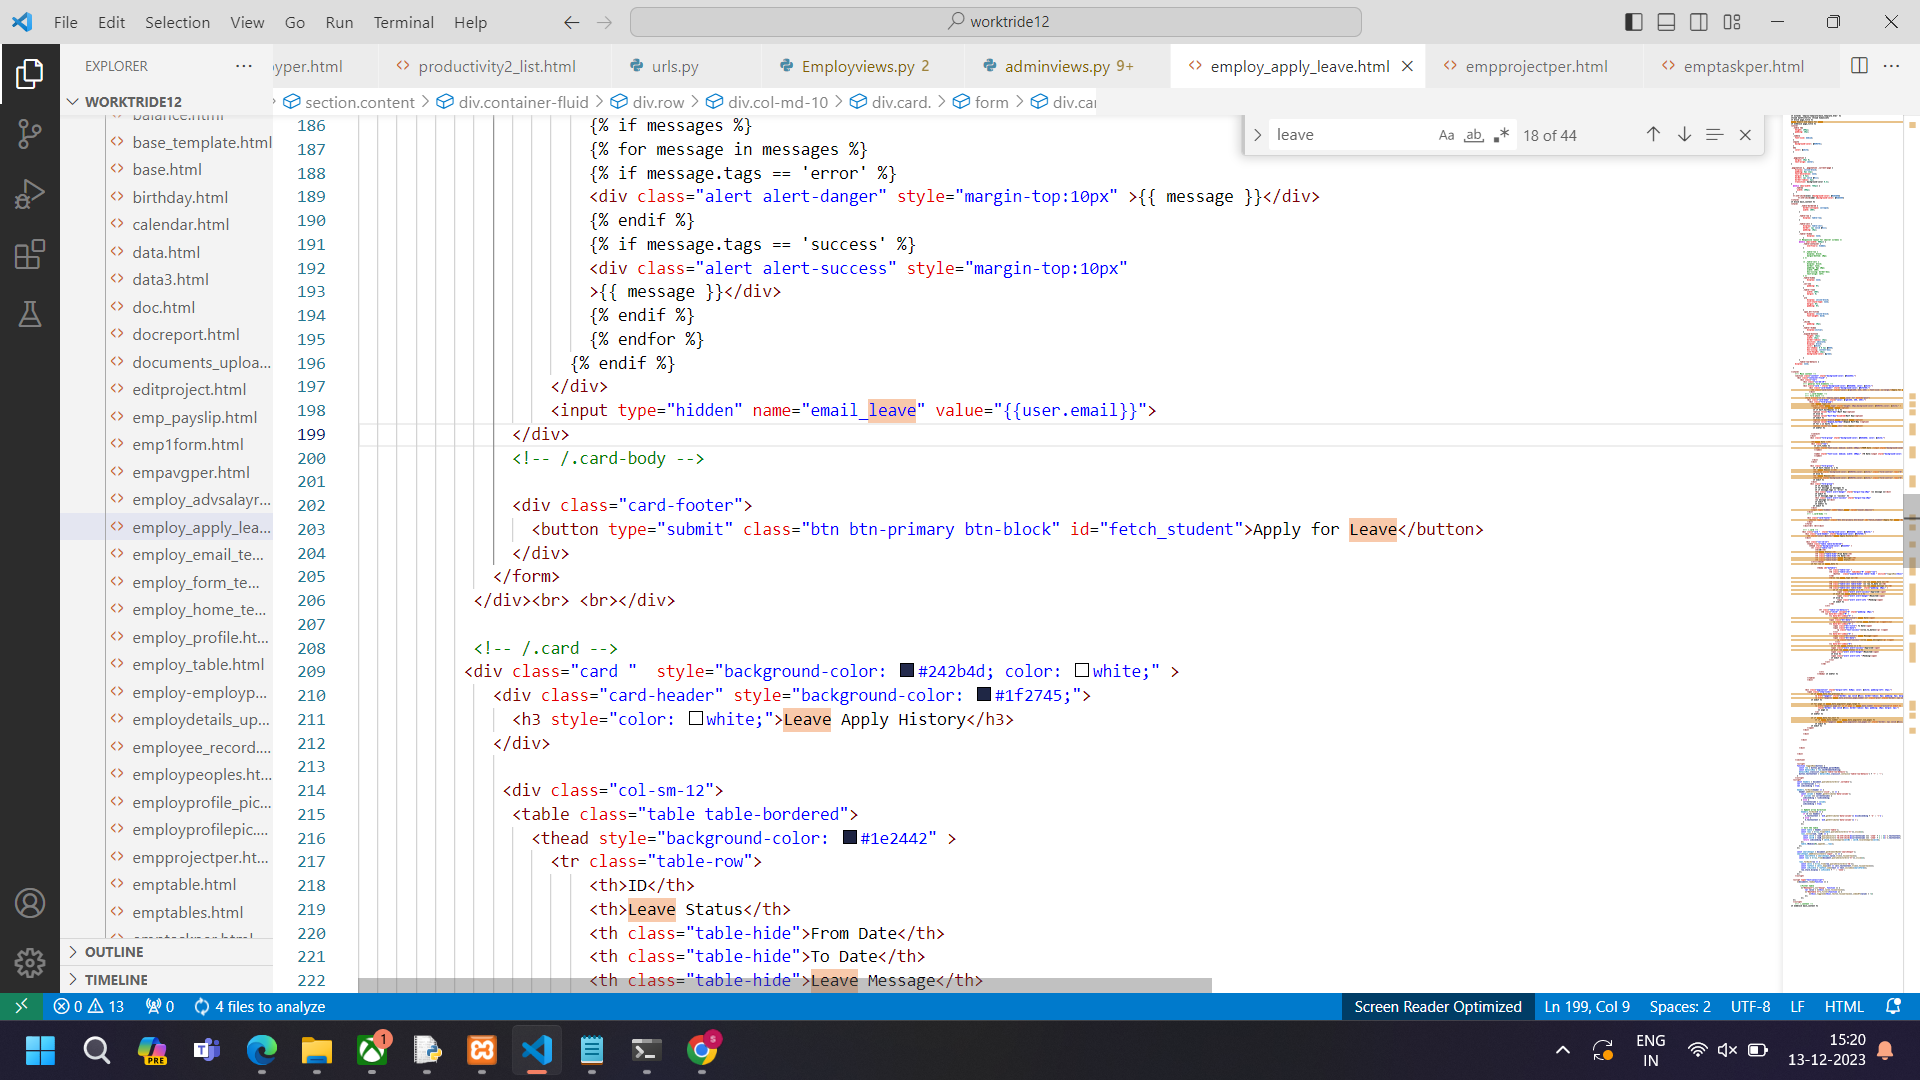 File Edit Selection View Go Run Terminal Help
worktride12
EXPLORER
yper.html
productivity2_list.html
urls.py
Employviews.py 2
adminviews.py 9+
employ_apply_leave.html
empprojectper.html
emptaskper.html
WORKTRIDE12
section.content > div.container-fluid > div.row > div.col-md-10 > div.card. > form > div.car
leave
Aa ab
18 of 44
balance.html
base_template.html
base.html
birthday.html
calendar.html
data.html
data3.html
doc.html
docreport.html
documents_uploa...
editproject.html
emp_payslip.html
emp1form.html
empavgper.html
employ_advsalayr...
employ_apply_lea...
employ_email_te...
employ_form_te...
employ_home_te...
employ_profile.ht...
employ_table.html
employ-employp...
employdetails_up...
employee_record....
employpeoples.ht...
employprofile_pic...
employprofilepic....
empprojectper.ht...
emptable.html
emptables.html
OUTLINE
TIMELINE
186 {% if messages %}
187 {% for message in messages %}
188 {% if message.tags == 'error' %}
189 <div class="alert alert-danger" style="margin-top:10px" >{{ message }}</div>
190 {% endif %}
191 {% if message.tags == 'success' %}
192 <div class="alert alert-success" style="margin-top:10px"
193 >{{ message }}</div>
194 {% endif %}
195 {% endfor %}
196 {% endif %}
197 </div>
198 <input type="hidden" name="email_leave" value="{{user.email}}">
199 </div>
200 <!-- /.card-body -->
201
202 <div class="card-footer">
203 <button type="submit" class="btn btn-primary btn-block" id="fetch_student">Apply for Leave</button>
204 </div>
205 </form>
206 </div><br> <br></div>
207
208 <!-- /.card -->
209 <div class="card " style="background-color: #242b4d; color: white;" >
210 <div class="card-header" style="background-color: #1f2745;">
211 <h3 style="color: white;">Leave Apply History</h3>
212 </div>
213
214 <div class="col-sm-12">
215 <table class="table table-bordered">
216 <thead style="background-color: #1e2442" >
217 <tr class="table-row">
218 <th>ID</th>
219 <th>Leave Status</th>
220 <th class="table-hide">From Date</th>
221 <th class="table-hide">To Date</th>
222 <th class="table-hide">Leave Message</th>
0 13 0 4 files to analyze
Screen Reader Optimized Ln 199, Col 9 Spaces: 2 UTF-8 LF HTML
PRE
1
S
ENG
IN
15:20
13-12-2023